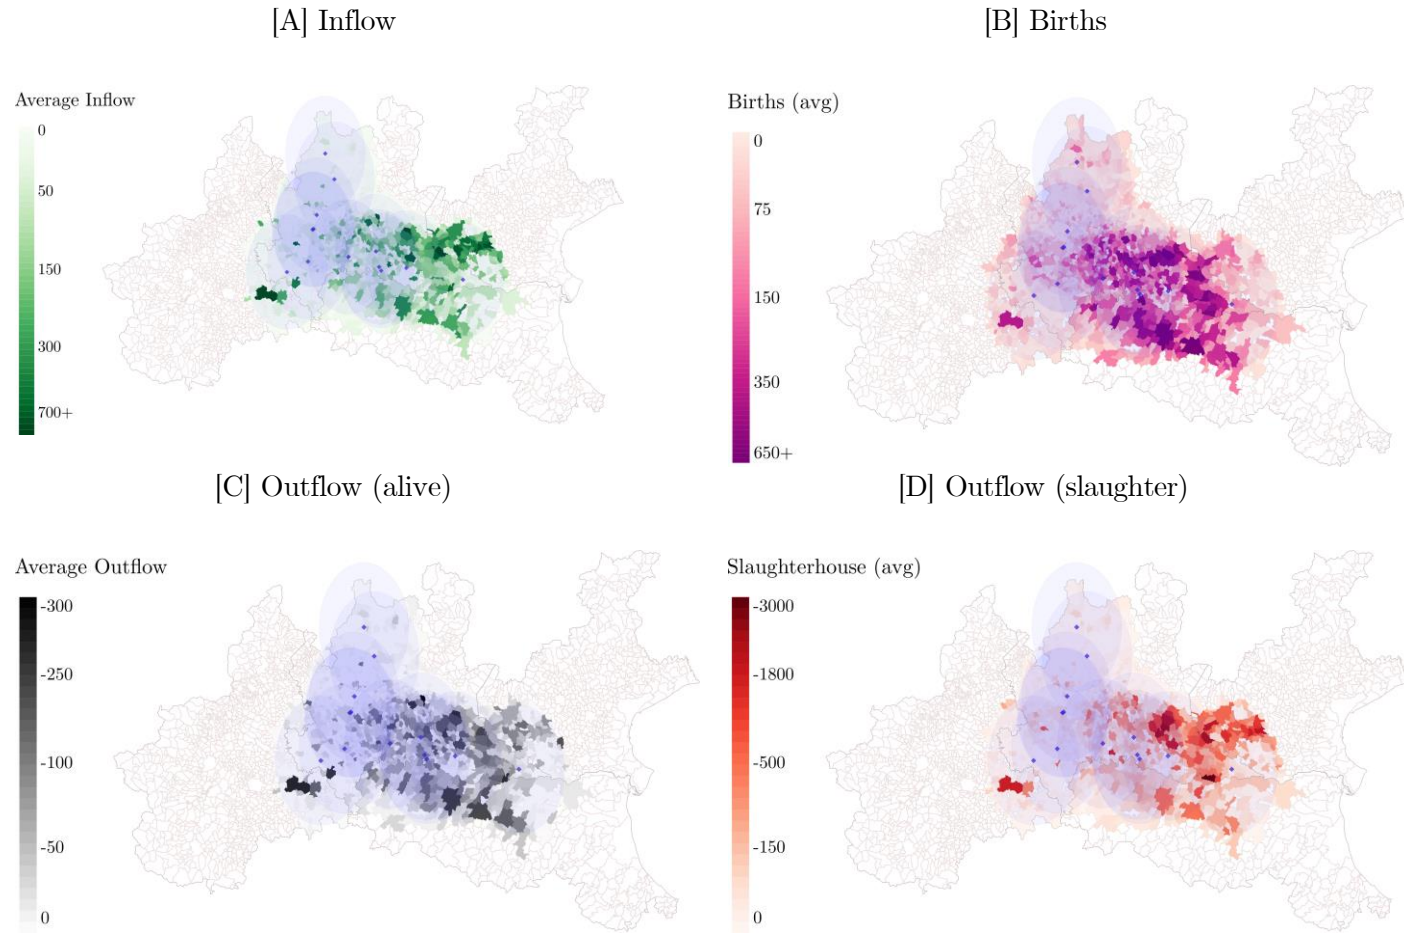 [A] Inflow
[B] Births
Average Inflow
0
50
150
300
700+
Births (avg)
0
75
150
350
650+
[C] Outflow (alive)
[D] Outflow (slaughter)
Average Outflow
-300
-250
-100
-50
0
Slaughterhouse (avg)
-3000
-1800
-500
-150
0